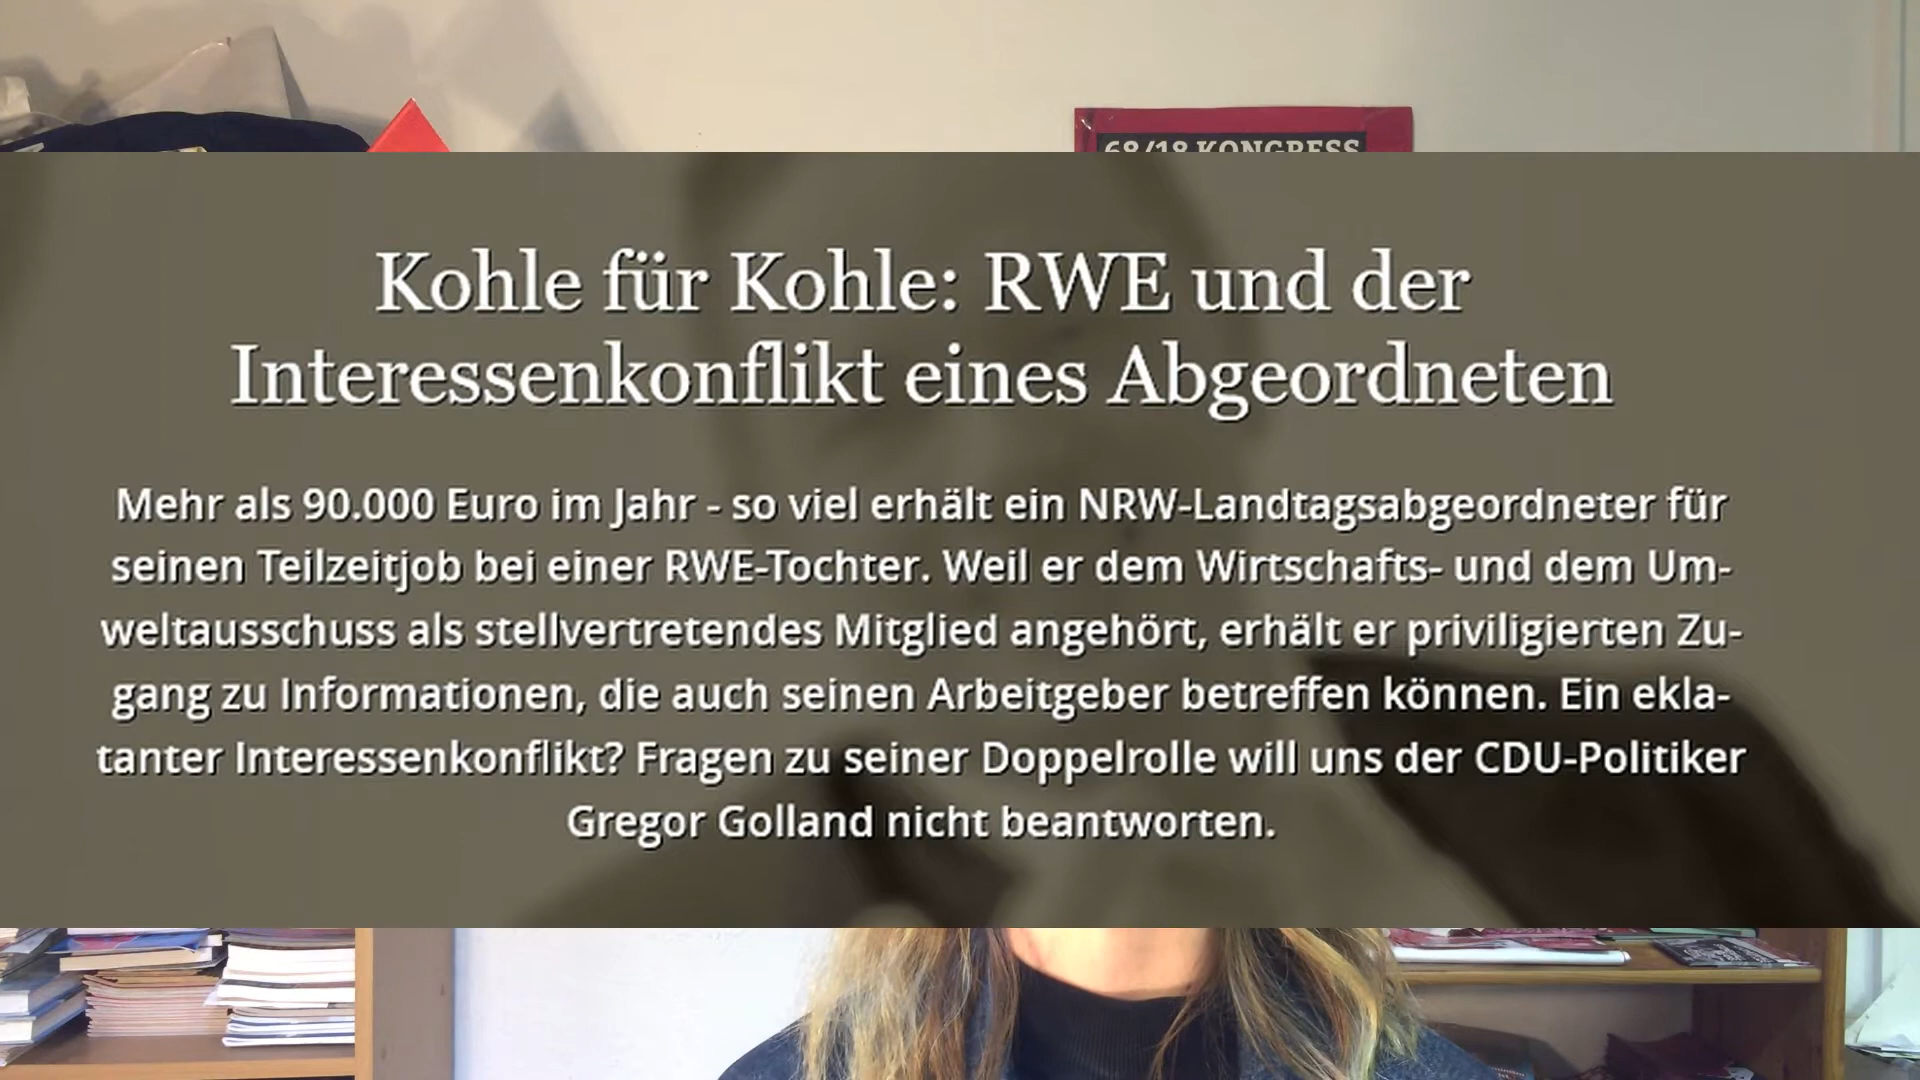 68/18 KONGRESS
Kohle für Kohle: RWE und der
Interessenkonflikt eines Abgeordneten
Mehr als 90.000 Euro im Jahr - so viel erhält ein NRW-Landtagsabgeordneter für
seinen Teilzeitjob bei einer RWE-Tochter. Weil er dem Wirtschafts- und dem Um-
weltausschuss als stellvertretendes Mitglied angehört, erhält er priviligierten Zu-
gang zu Informationen, die auch seinen Arbeitgeber betreffen können. Ein ekla-
tanter Interessenkonflikt? Fragen zu seiner Doppelrolle will uns der CDU-Politiker
Gregor Golland nicht beantworten.